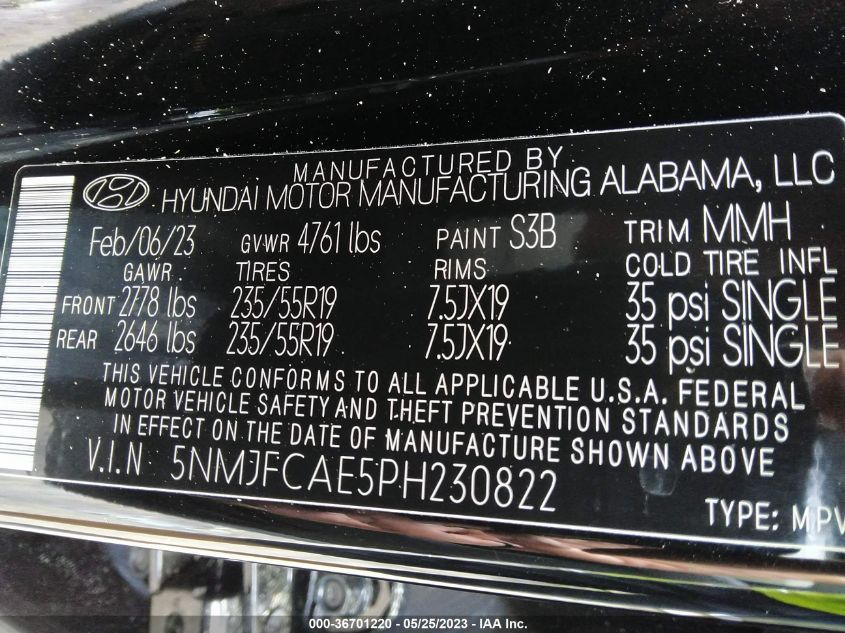 MANUFACTURED BY
HYUNDAI MOTOR MANUFACTURING ALABAMA, LLC
Feb/06/23 GVWR 4761 lbs PAINT S3B TRIM MMH
GAWR TIRES RIMS COLD TIRE INFL
FRONT 2778 lbs 235/55R19 7.5JX19 35 psi SINGLE
REAR 2646 lbs 235/55R19 7.5JX19 35 psi SINGLE
THIS VEHICLE CONFORMS TO ALL APPLICABLE U.S.A. FEDERAL
MOTOR VEHICLE SAFETY AND THEFT PREVENTION STANDARDS
IN EFFECT ON THE DATE OF MANUFACTURE SHOWN ABOVE
V.I.N 5NMJFCAE5PH230822
TYPE: MPV
000-36701220 - 05/25/2023 - IAA Inc.